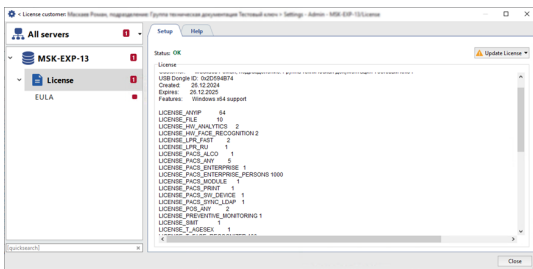 < License customer: > Settings - Admin - MSK-EXP-13/License
All servers
MSK-EXP-13
License
EULA
[quicksearch]
Setup
Help
Status: OK
Update License
License
USB Dongle ID: 0x2D594B74
Created: 26.12.2024
Expires: 26.12.2025
Features: Windows x64 support
LICENSE_ANYIP 64
LICENSE_FILE 10
LICENSE_HW_ANALYTICS 2
LICENSE_HW_FACE_RECOGNITION 2
LICENSE_LPR_FAST 2
LICENSE_LPR_RU 1
LICENSE_PACS_ALCO 1
LICENSE_PACS_ANY 5
LICENSE_PACS_ENTERPRISE 1
LICENSE_PACS_ENTERPRISE_PERSONS 1000
LICENSE_PACS_MODULE 1
LICENSE_PACS_PRINT 1
LICENSE_PACS_SW_DEVICE 1
LICENSE_PACS_SYNC_LDAP 1
LICENSE_POS_ANY 2
LICENSE_PREVENTIVE_MONITORING 1
LICENSE_SIMT 1
LICENSE_T_AGESEX 1
Close